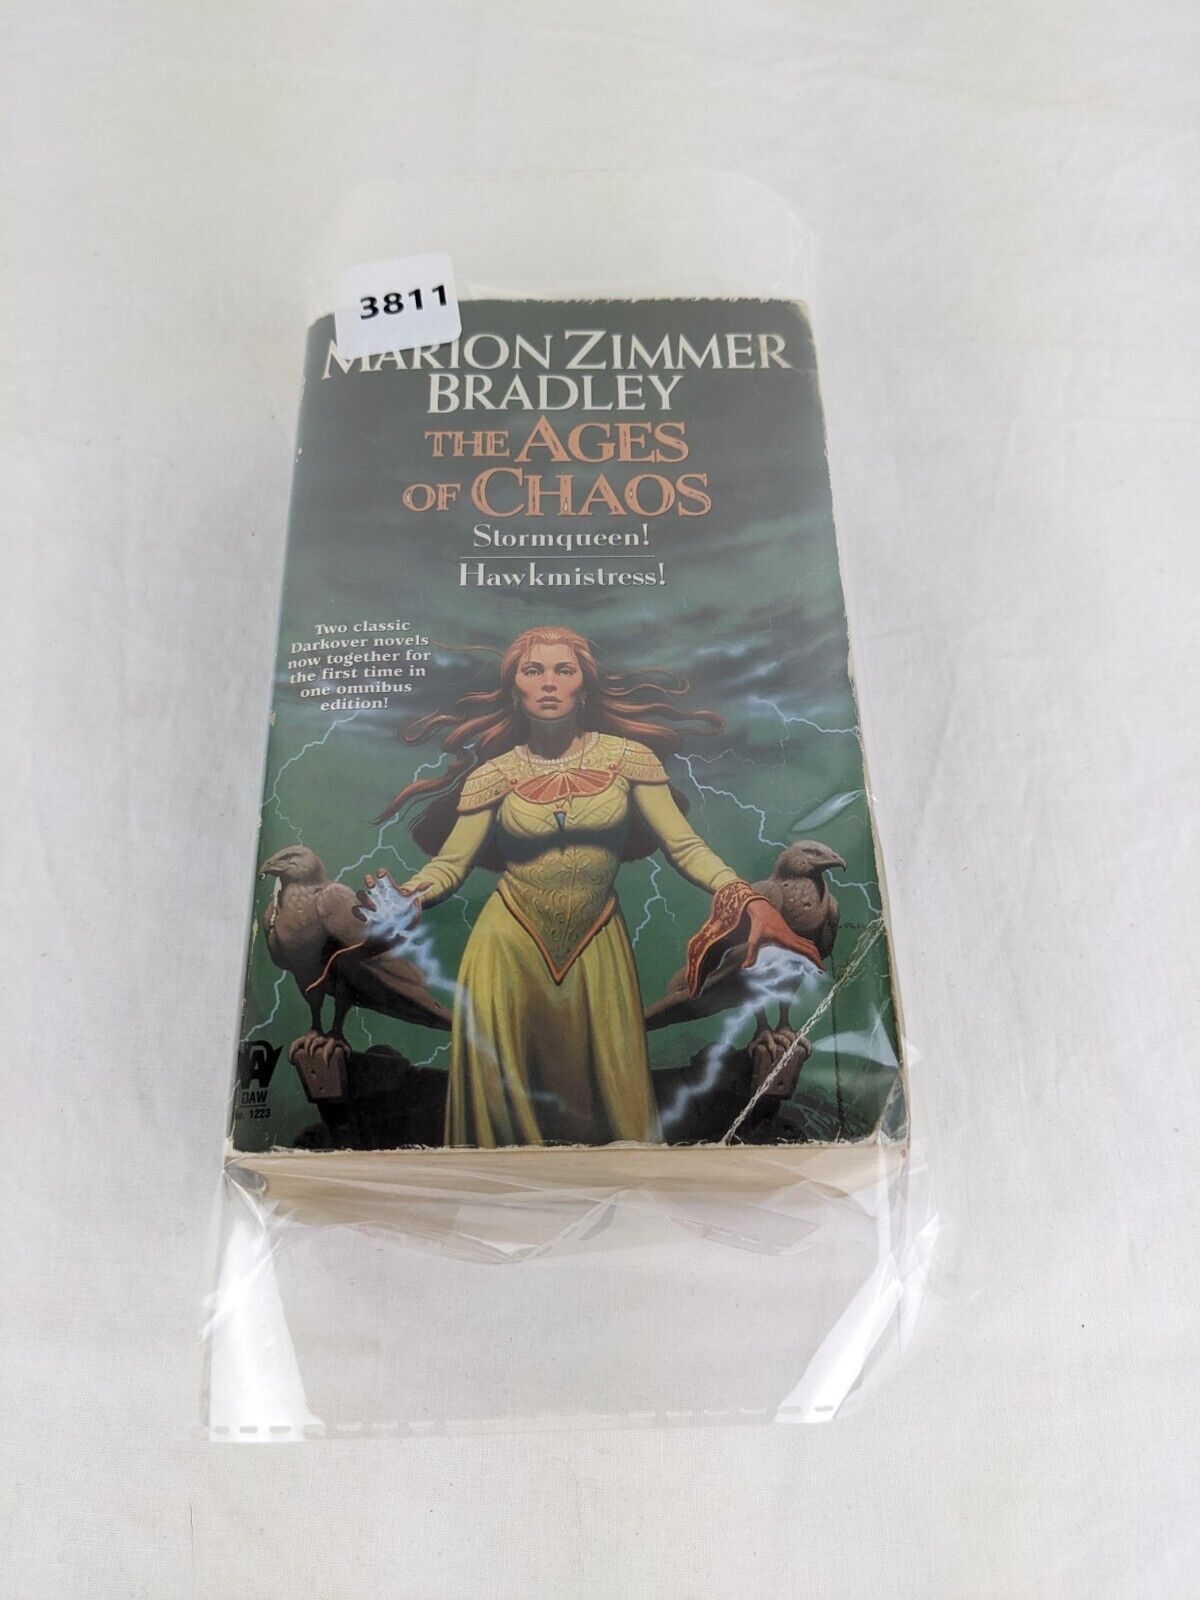 3811
MARION ZIMMER
BRADLEY
THE AGES
OF CHAOS
Stormqueen!
Hawkmistress!
Two classic
Darkover novels
now together for
the first time in
one omnibus
edition!
DAW
1223